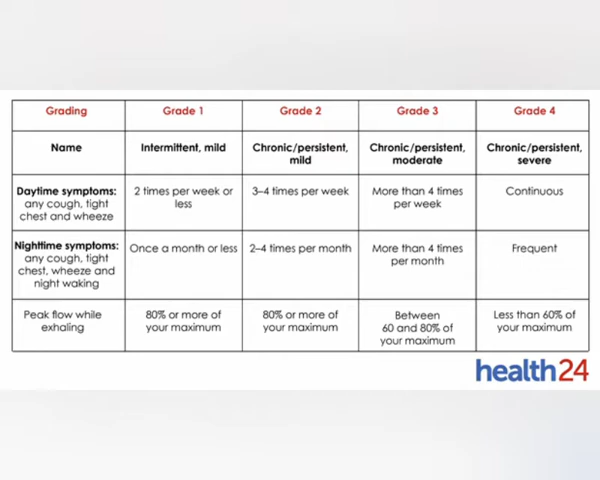 Grading Grade 1 Grade 2 Grade 3 Grade 4
Name Intermittent, mild Chronic/persistent, mild Chronic/persistent, moderate Chronic/persistent, severe
Daytime symptoms: any cough, tight chest and wheeze 2 times per week or less 3–4 times per week More than 4 times per week Continuous
Nighttime symptoms: any cough, tight chest, wheeze and night waking Once a month or less 2–4 times per month More than 4 times per month Frequent
Peak flow while exhaling 80% or more of your maximum 80% or more of your maximum Between 60 and 80% of your maximum Less than 60% of your maximum
health24